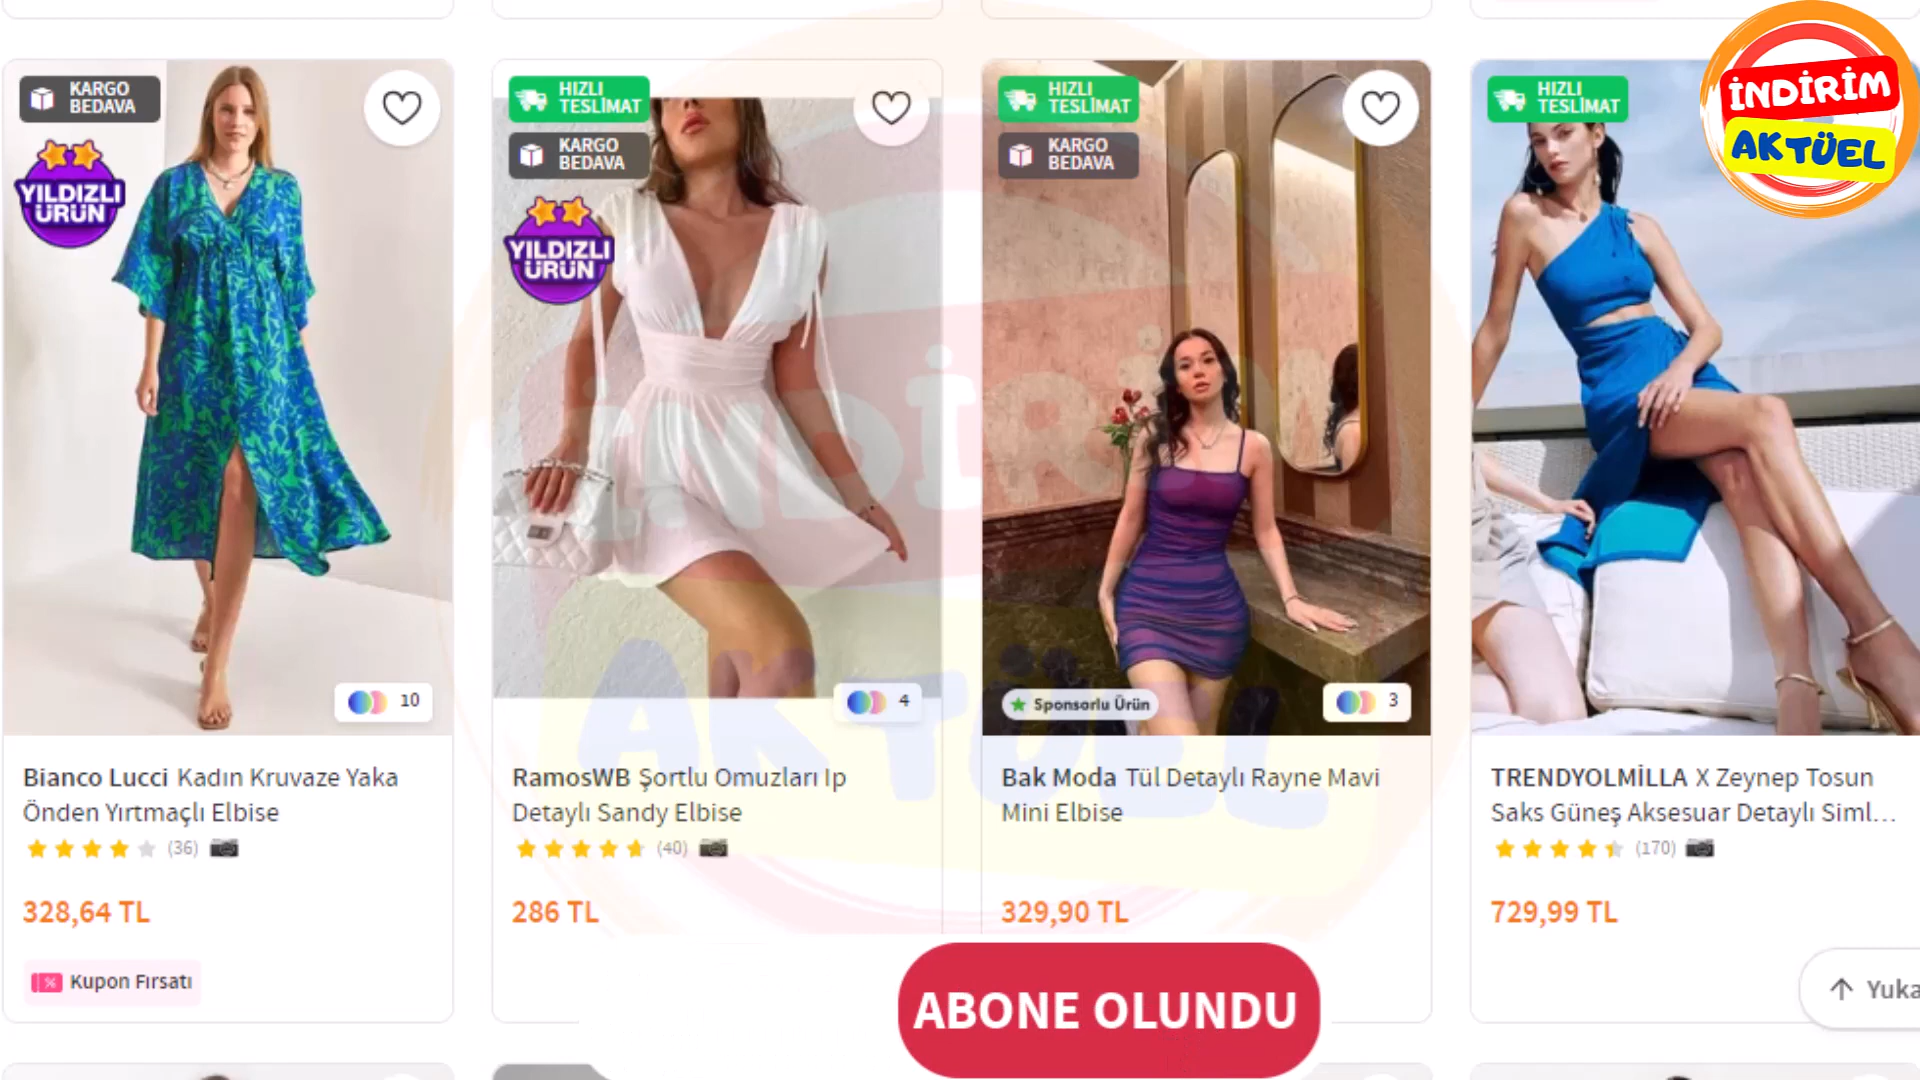 KARGO
BEDAVA
YILDIZLI
ÜRÜN
10
Bianco Lucci Kadın Kruvaze Yaka
Önden Yırtmaçlı Elbise
(36)
328,64 TL
Kupon Fırsatı
HIZLI
TESLİMAT
KARGO
BEDAVA
YILDIZLI
ÜRÜN
4
RamosWB Şortlu Omuzları Ip
Detaylı Sandy Elbise
(40)
286 TL
HIZLI
TESLİMAT
KARGO
BEDAVA
Sponsorlu Ürün
3
Bak Moda Tül Detaylı Rayne Mavi
Mini Elbise
329,90 TL
HIZLI
TESLİMAT
TRENDYOLMİLLA X Zeynep Tosun
Saks Güneş Aksesuar Detaylı Siml...
(170)
729,99 TL
Yuka
İNDİRİM
AKTÜEL
İNDİRİM
AKTÜEL
ABONE OLUNDU